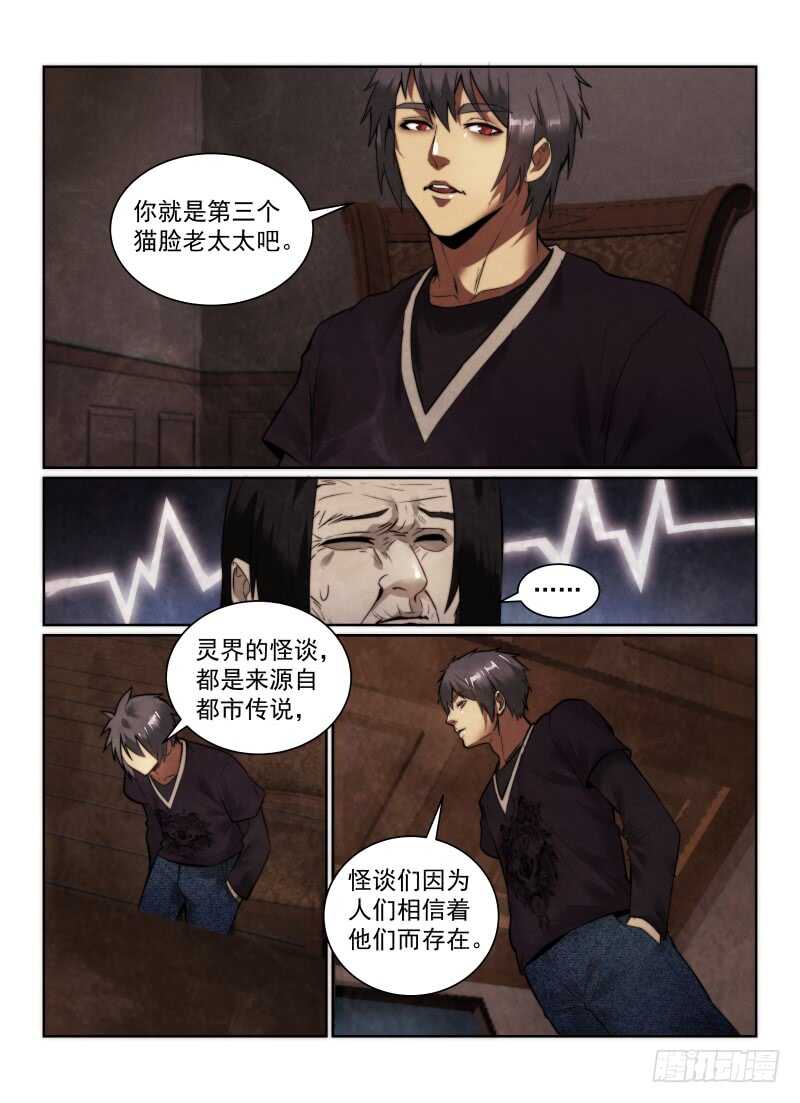 你就是第三个
猫脸老太太吧。
……
灵界的怪谈，
都是来源自
都市传说，
怪谈们因为
人们相信着
他们而存在。
腾讯动漫